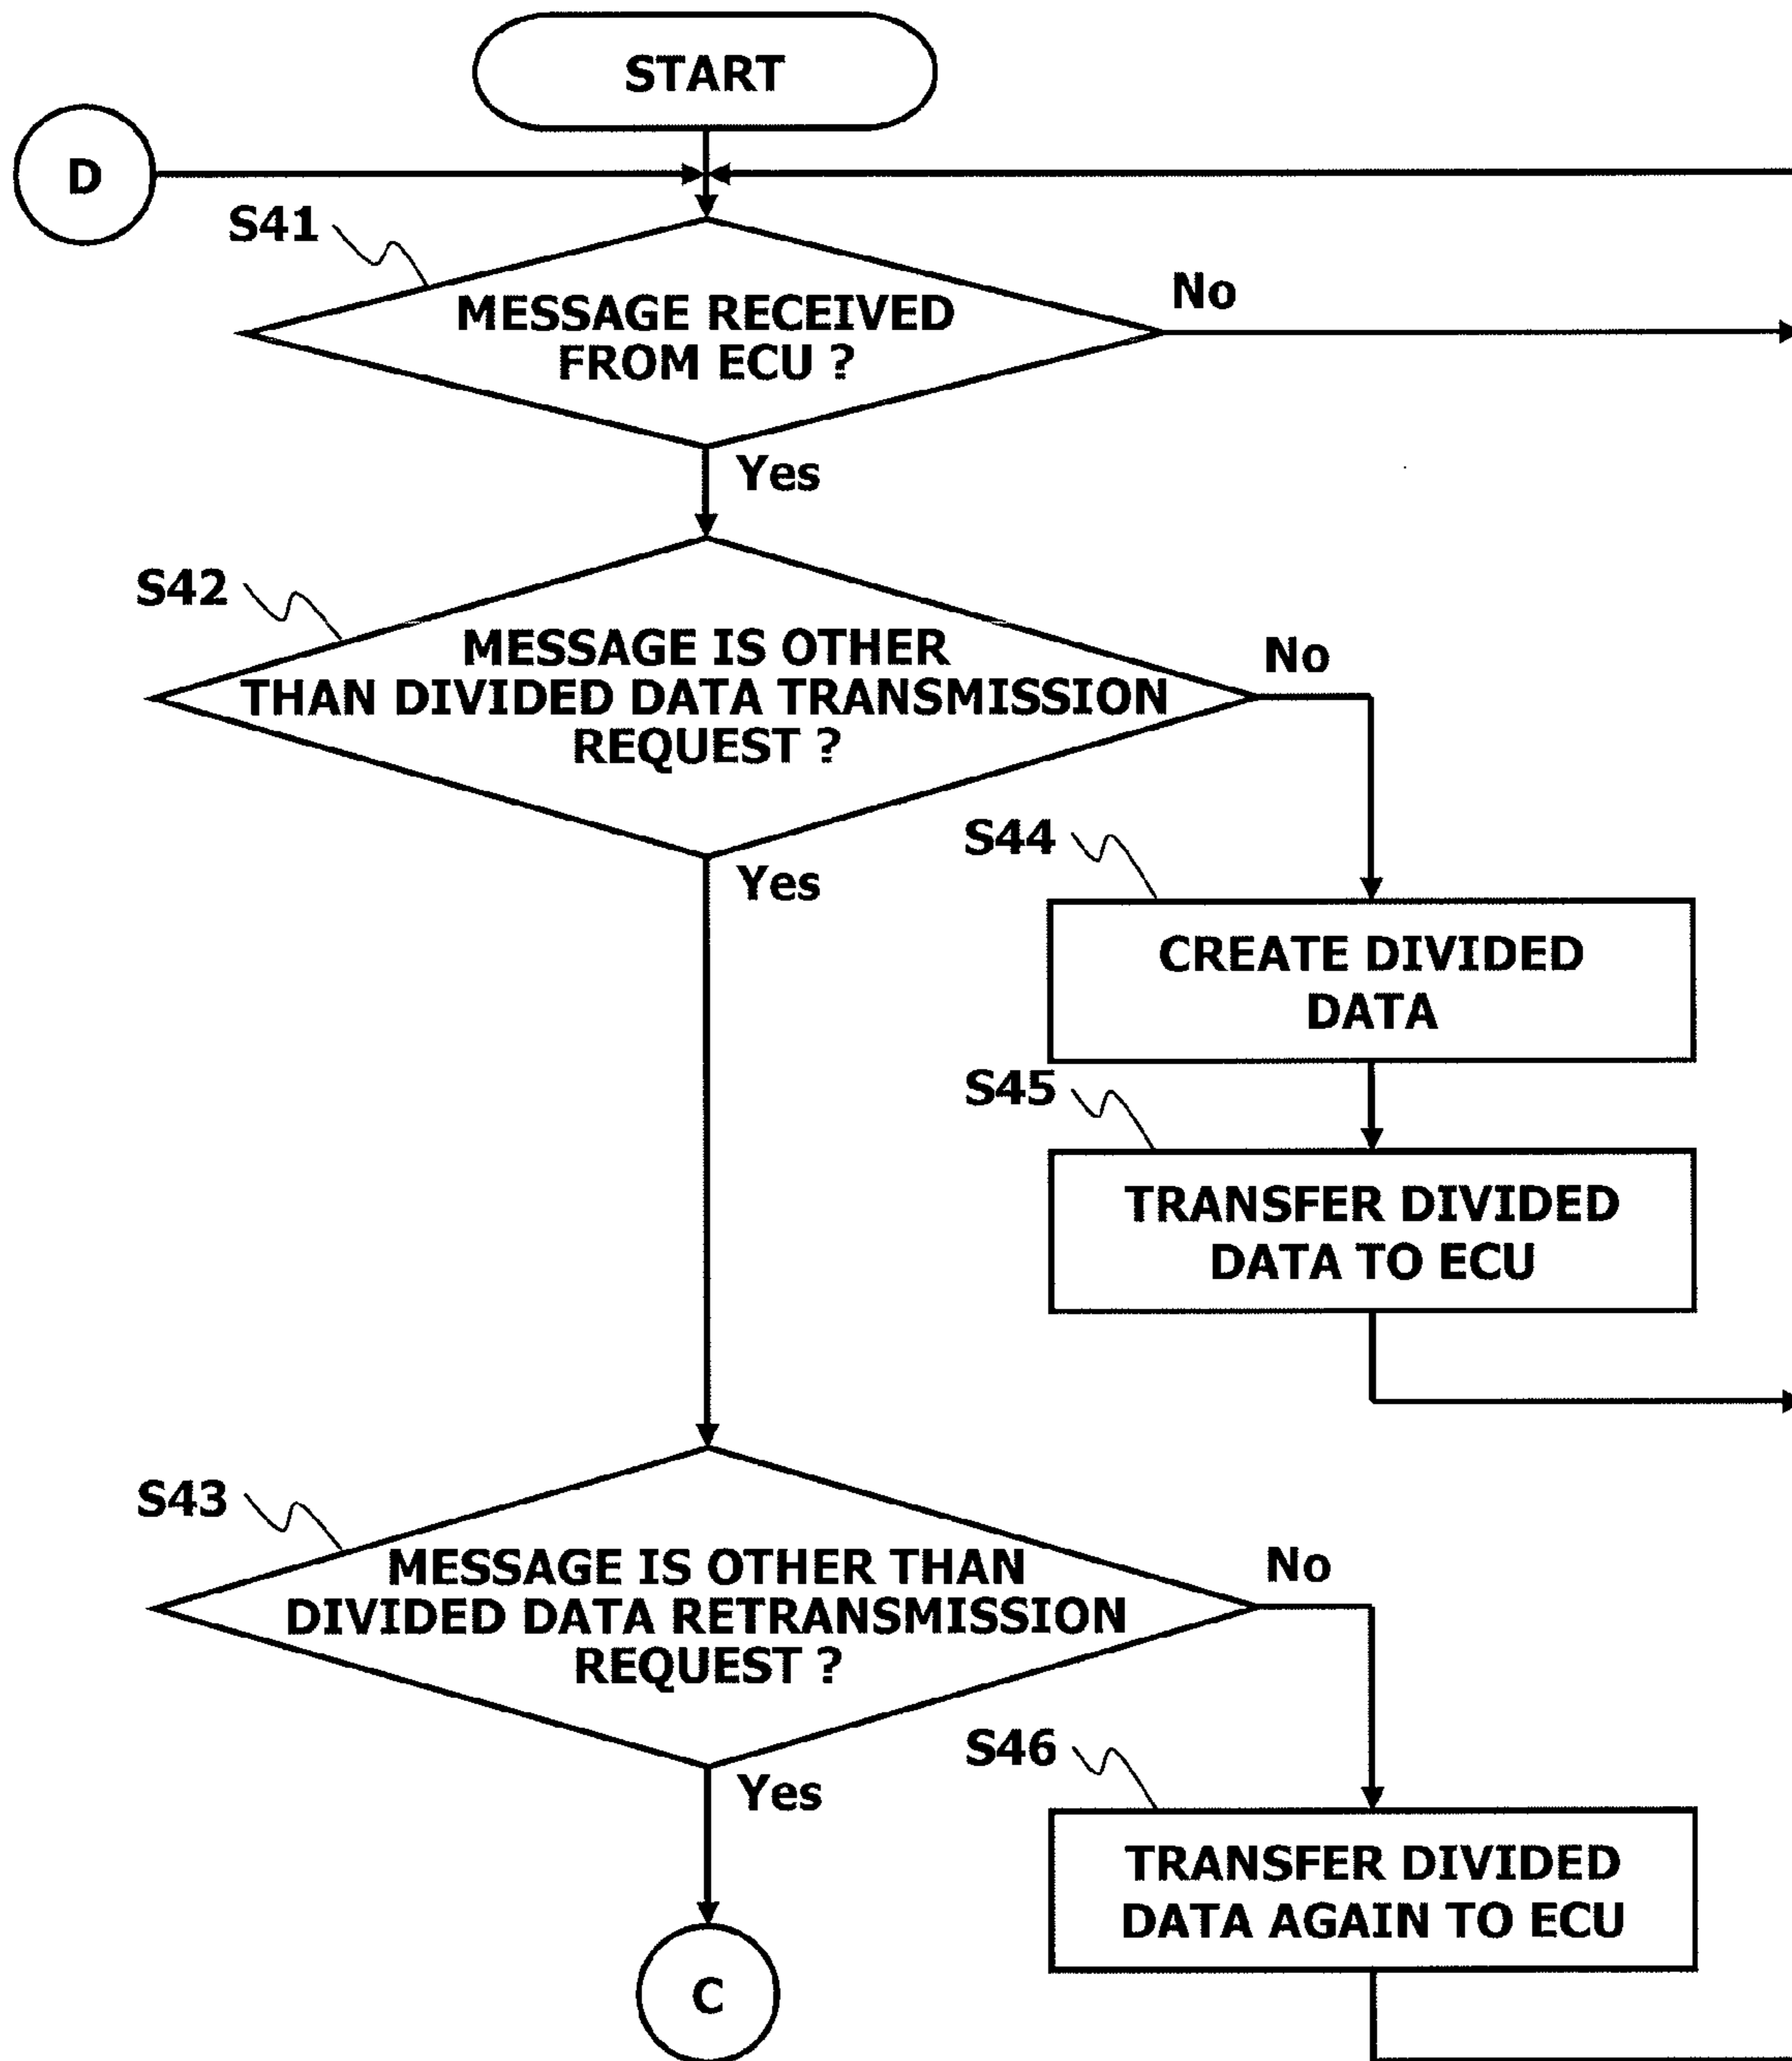 START
D
S41
MESSAGE RECEIVED
FROM ECU ?
No
Yes
S42
MESSAGE IS OTHER
THAN DIVIDED DATA TRANSMISSION
REQUEST ?
No
Yes
S44
CREATE DIVIDED
DATA
S45
TRANSFER DIVIDED
DATA TO ECU
S43
MESSAGE IS OTHER THAN
DIVIDED DATA RETRANSMISSION
REQUEST ?
No
Yes
S46
TRANSFER DIVIDED
DATA AGAIN TO ECU
C